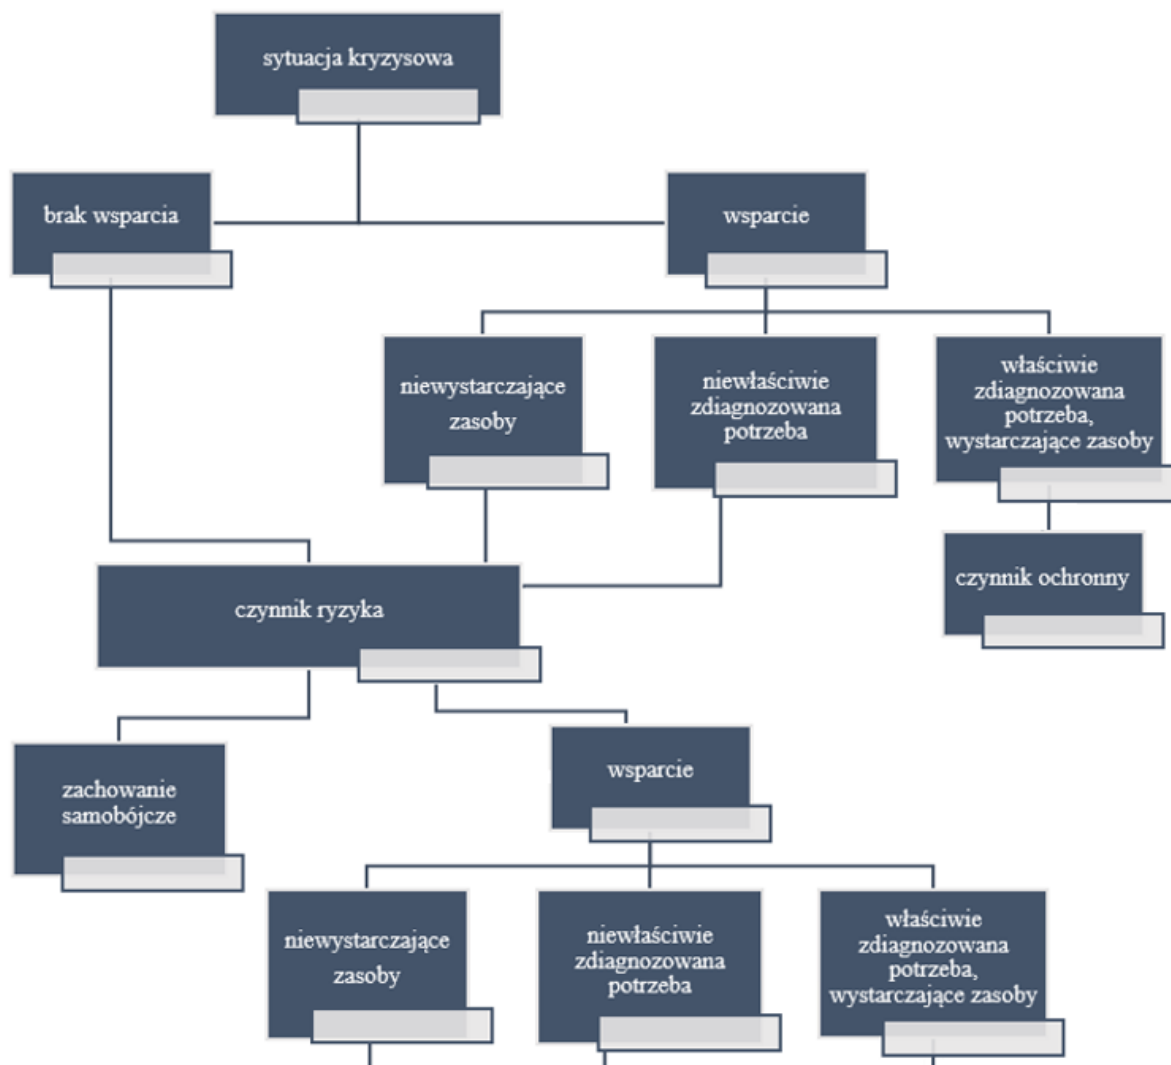 sytuacja kryzysowa
brak wsparcia
wsparcie
niewystarczające
zasoby
niewłaściwie
zdiagnozowana
potrzeba
właściwie
zdiagnozowana
potrzeba,
wystarczające zasoby
czynnik ochronny
czynnik ryzyka
zachowanie
samobójcze
wsparcie
niewystarczające
zasoby
niewłaściwie
zdiagnozowana
potrzeba
właściwie
zdiagnozowana
potrzeba,
wystarczające zasoby